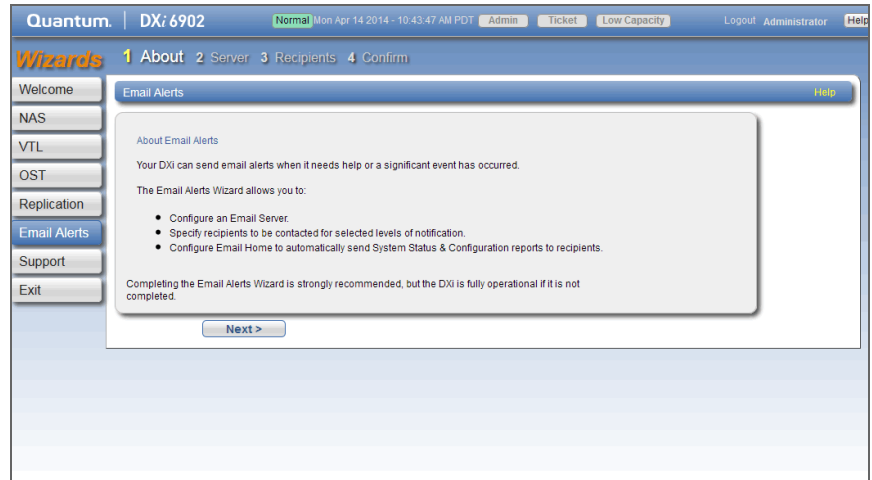 Quantum. DXi 6902 Normal Mon Apr 14 2014 - 10:43:47 AM PDT Admin Ticket Low Capacity Logout Administrator Help
Wizards 1 About 2 Server 3 Recipients 4 Confirm
Welcome
NAS
VTL
OST
Replication
Email Alerts
Support
Exit
Email Alerts Help
About Email Alerts
Your DXi can send email alerts when it needs help or a significant event has occurred.
The Email Alerts Wizard allows you to:
• Configure an Email Server.
• Specify recipients to be contacted for selected levels of notification.
• Configure Email Home to automatically send System Status & Configuration reports to recipients.
Completing the Email Alerts Wizard is strongly recommended, but the DXi is fully operational if it is not
completed.
Next >